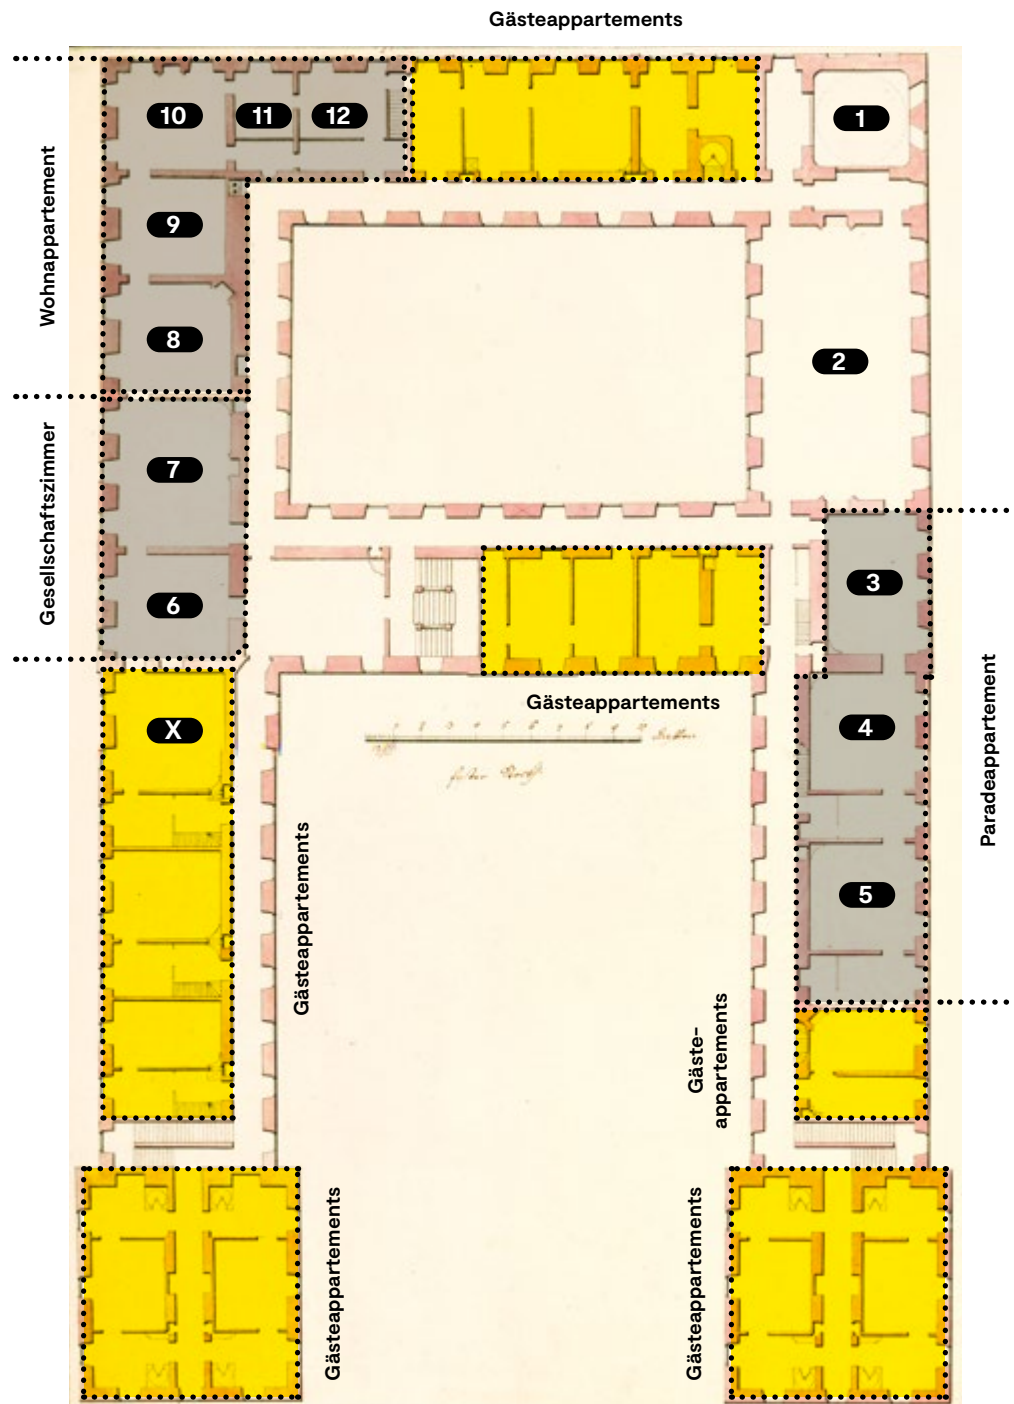 Gästeappartements
10
11
12
1
Wohnappartement
9
8
2
Gesellschaftszimmer
7
6
3
Paradeappartement
4
5
Gästeappartements
X
Gästeappartements
Gäste-
appartements
Gästeappartements
Gästeappartements